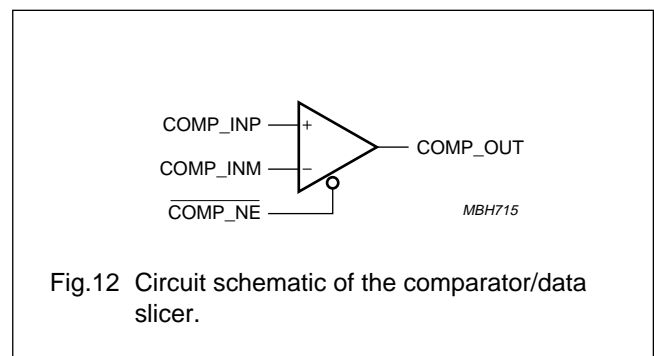 COMP_INP
+
COMP_INM
−
COMP_OUT
COMP_NE
MBH715
Fig.12 Circuit schematic of the comparator/data
slicer.